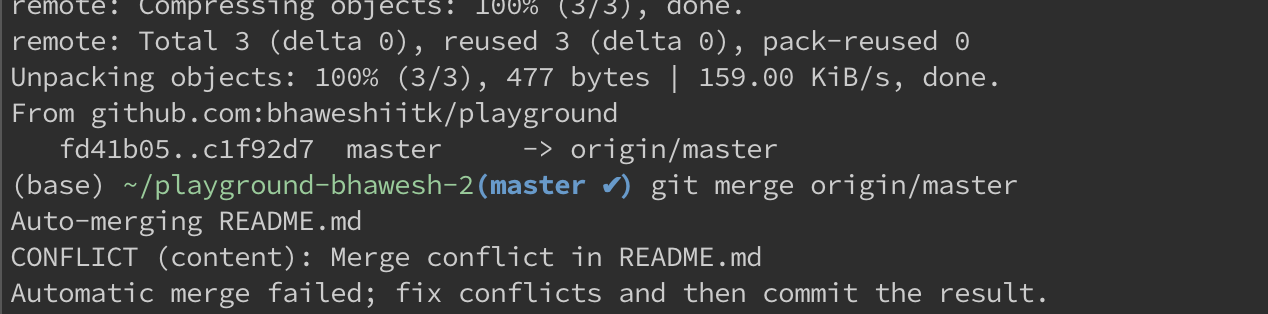 remote: Compressing objects: 100% (3/3), done.
remote: Total 3 (delta 0), reused 3 (delta 0), pack-reused 0
Unpacking objects: 100% (3/3), 477 bytes | 159.00 KiB/s, done.
From github.com:bhaweshiitk/playground
   fd41b05..c1f92d7  master     -> origin/master
(base) ~/playground-bhawesh-2(master ✔) git merge origin/master
Auto-merging README.md
CONFLICT (content): Merge conflict in README.md
Automatic merge failed; fix conflicts and then commit the result.